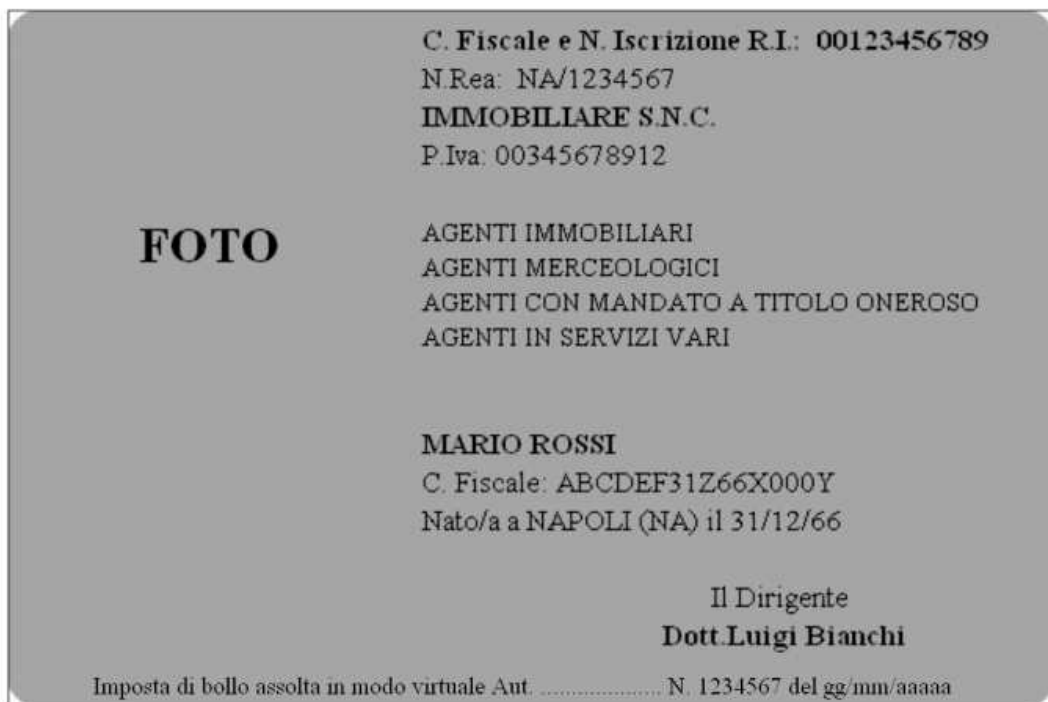 C. Fiscale e N. Iscrizione R.I.: 00123456789
N.Rea: NA/1234567
IMMOBILIARE S.N.C.
P.Iva: 00345678912
FOTO
AGENTI IMMOBILIARI
AGENTI MERCEOLOGICI
AGENTI CON MANDATO A TITOLO ONEROSO
AGENTI IN SERVIZI VARI
MARIO ROSSI
C. Fiscale: ABCDEF31Z66X000Y
Nato/a a NAPOLI (NA) il 31/12/66
Il Dirigente
Dott.Luigi Bianchi
Imposta di bollo assolta in modo virtuale Aut. ..................... N. 1234567 del gg/mm/aaaaa